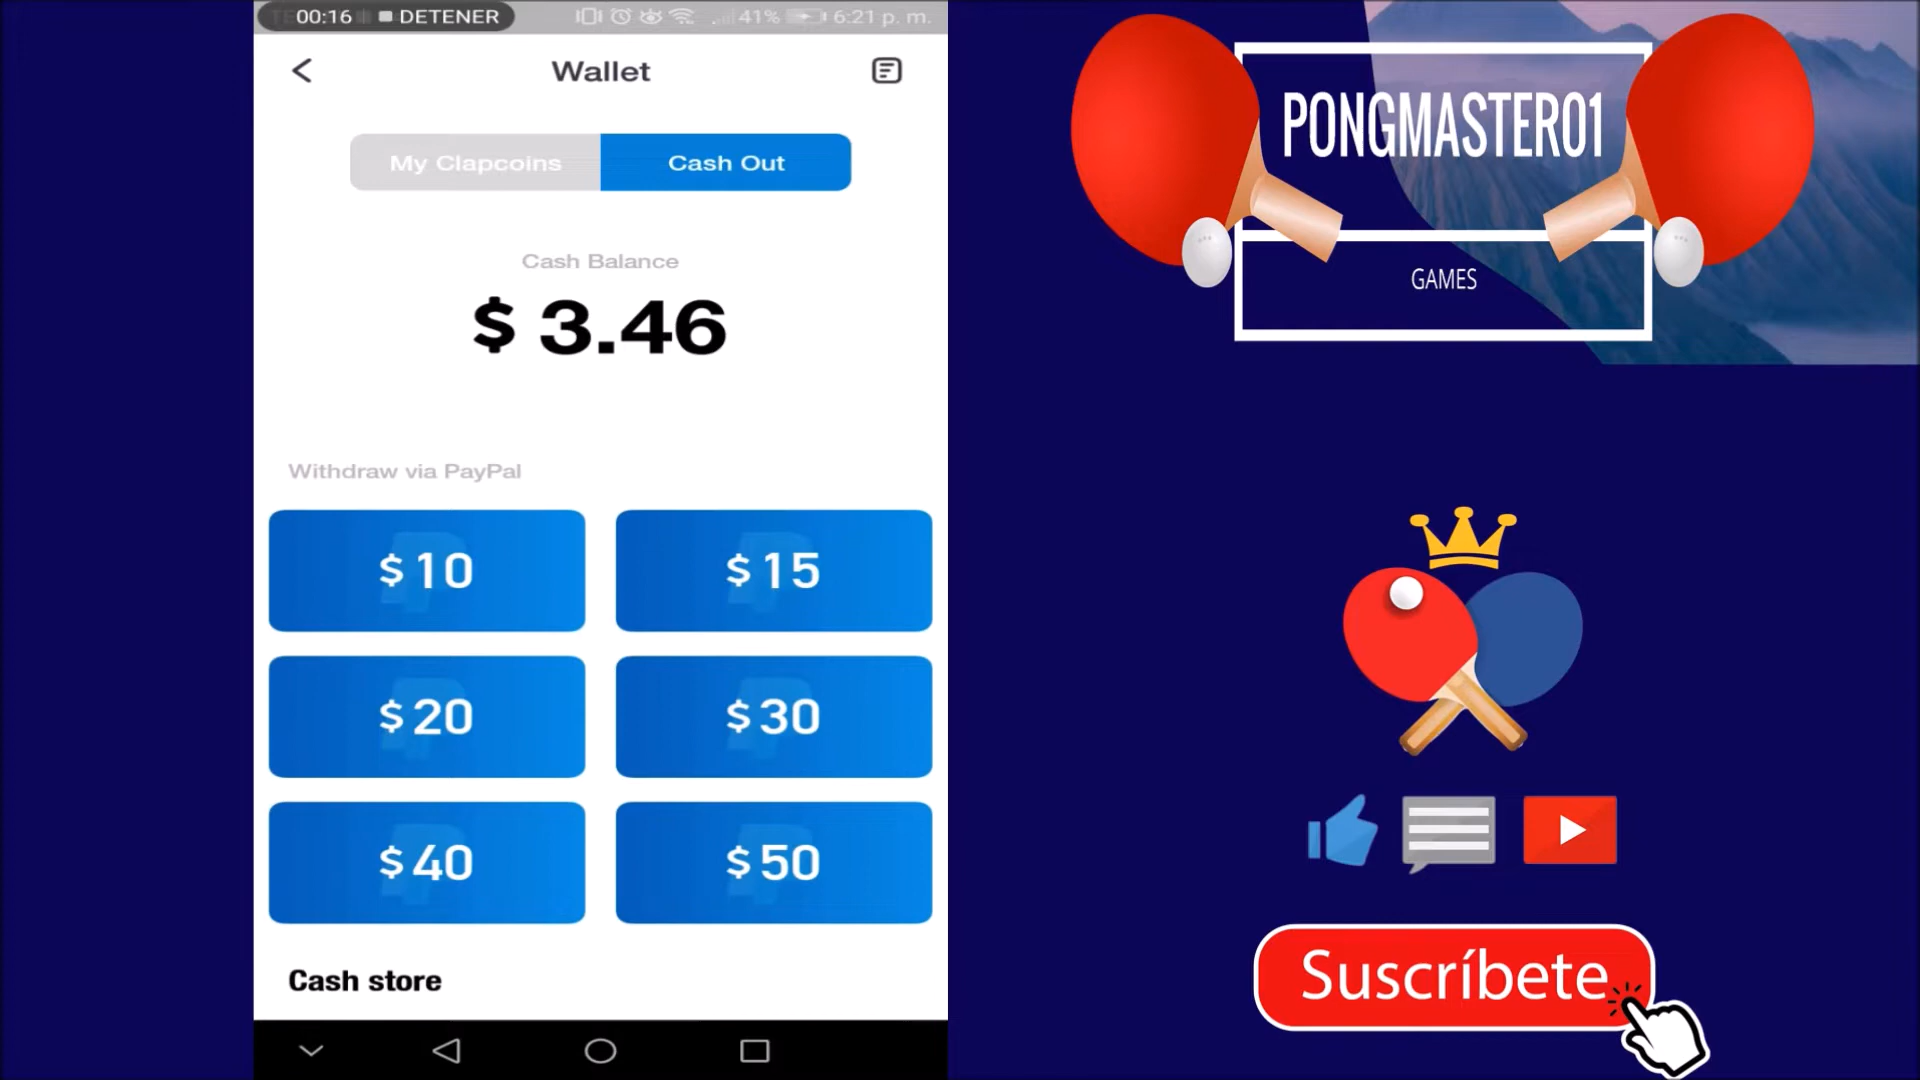 00:16 DETENER 41% 6:21 p. m.
Wallet
My Clapcoins Cash Out
Cash Balance
$ 3.46
Withdraw via PayPal
$10 $15
$20 $30
$40 $50
Cash store
PONGMASTER01
GAMES
Suscríbete